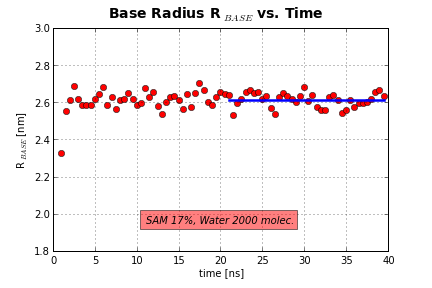 Base Radius R BASE vs. Time
3.0
2.8
2.6
2.4
2.2
2.0
1.8
R BASE [nm]
SAM 17%, Water 2000 molec.
0 5 10 15 20 25 30 35 40
time [ns]